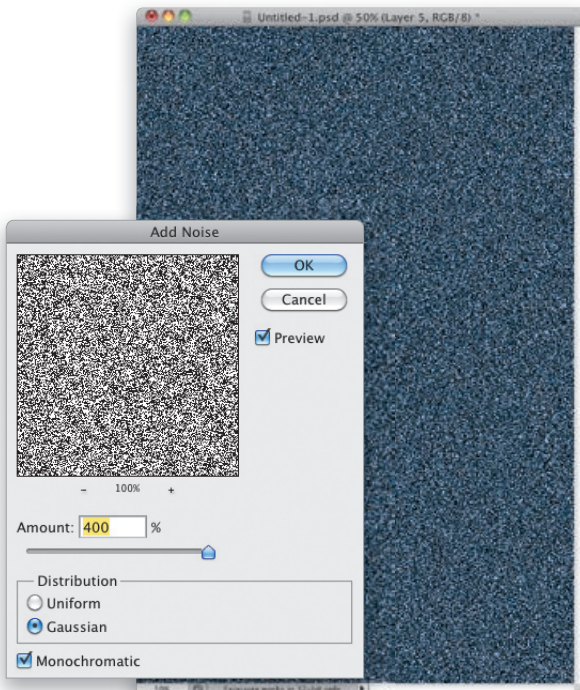 Untitled-1.psd @ 50% (Layer 5, RGB/8) *
Add Noise
OK
Cancel
Preview
- 100% +
Amount: 400 %
Distribution
Uniform
Gaussian
Monochromatic